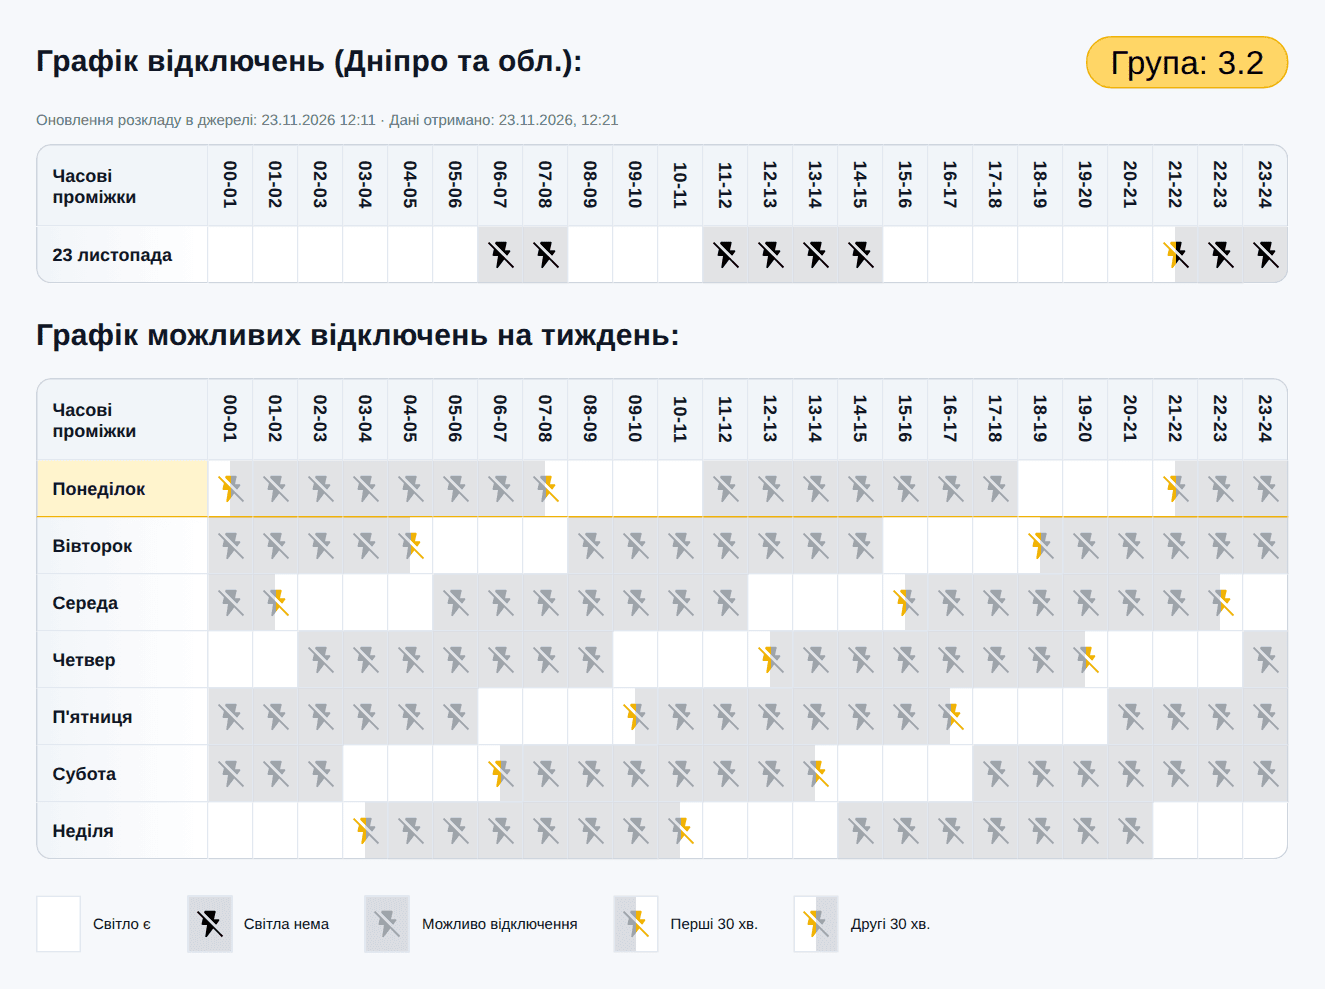 Графік відключень (Дніпро та обл.):
Група: 3.2
Оновлення розкладу в джерелі: 23.11.2026 12:11 · Дані отримано: 23.11.2026, 12:21
Часові
проміжки
00-01 01-02 02-03 03-04 04-05 05-06 06-07 07-08 08-09 09-10 10-11 11-12 12-13 13-14 14-15 15-16 16-17 17-18 18-19 19-20 20-21 21-22 22-23 23-24
23 листопада
Графік можливих відключень на тиждень:
Часові
проміжки
00-01 01-02 02-03 03-04 04-05 05-06 06-07 07-08 08-09 09-10 10-11 11-12 12-13 13-14 14-15 15-16 16-17 17-18 18-19 19-20 20-21 21-22 22-23 23-24
Понеділок
Вівторок
Середа
Четвер
П'ятниця
Субота
Неділя
Світло є
Світла нема
Можливо відключення
Перші 30 хв.
Другі 30 хв.